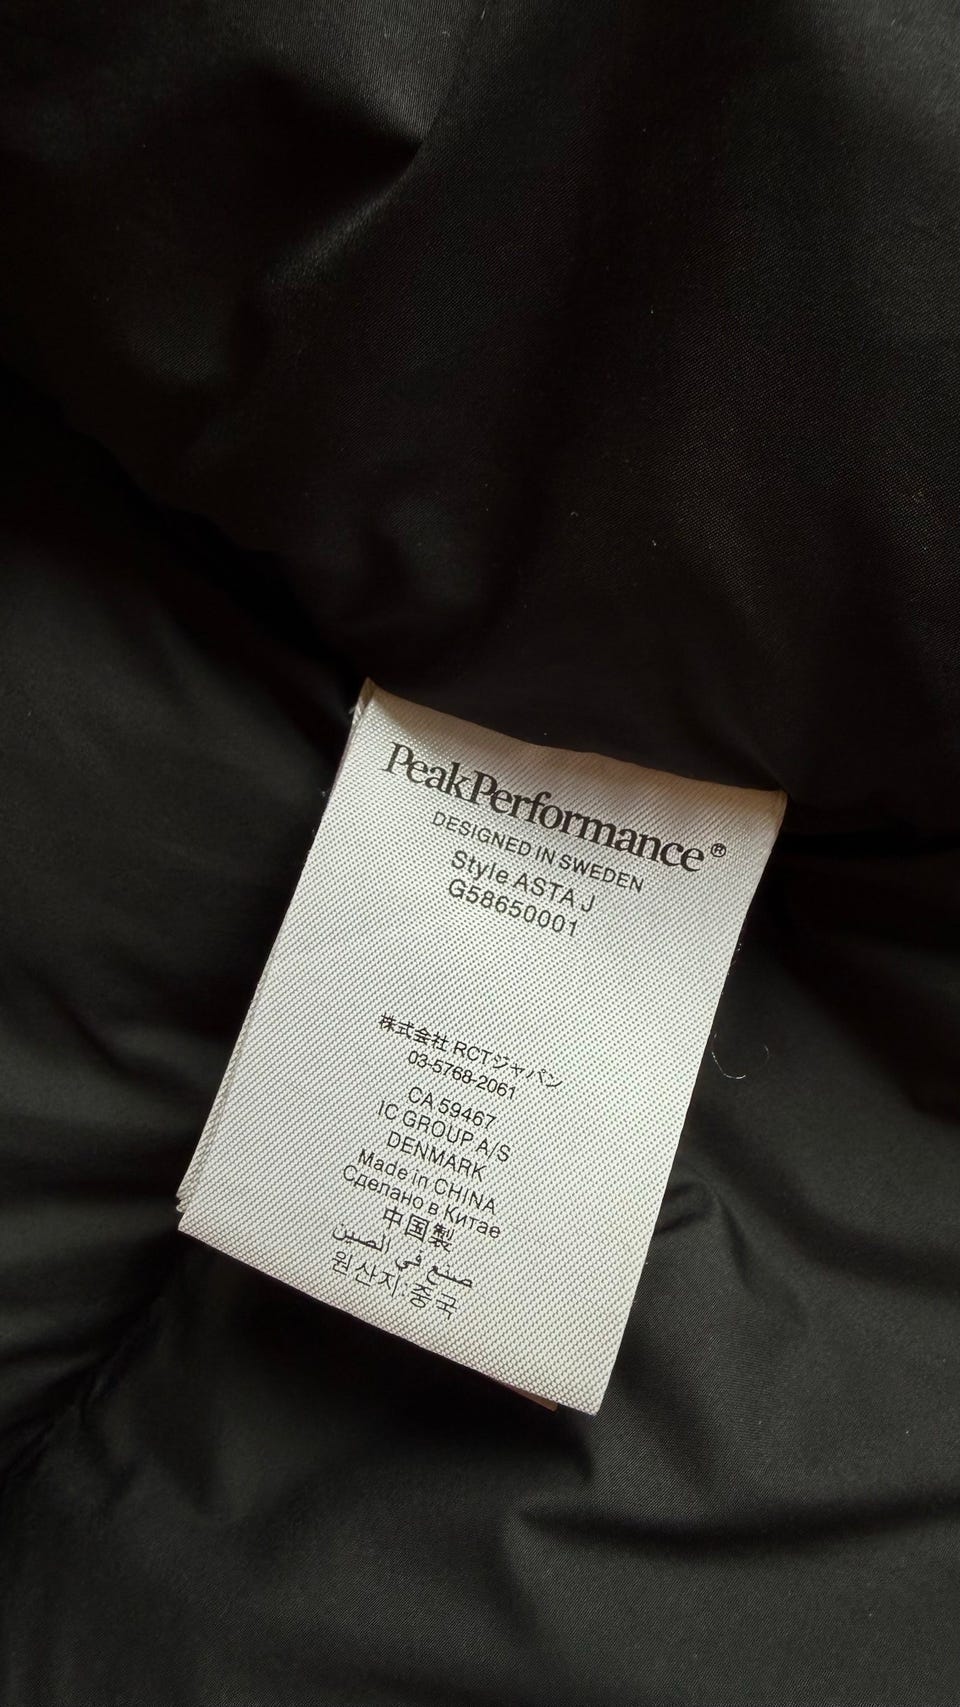 PeakPerformance®
DESIGNED IN SWEDEN
Style ASTA J
G58650001
株式会社 RCTジャパン
03-5768-2061
CA 59467
IC GROUP A/S
DENMARK
Made in CHINA
Сделано в Китае
中国製
صنع في الصين
원산지:중국